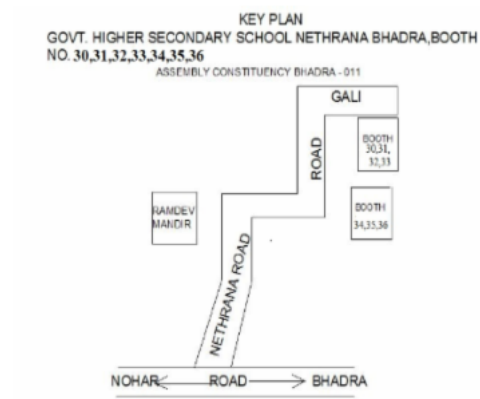 KEY PLAN
GOVT. HIGHER SECONDARY SCHOOL NETHRANA BHADRA,BOOTH
NO. 30,31,32,33,34,35,36
ASSEMBLY CONSTITUENCY BHADRA - 011
GALI
ROAD
BOOTH
30,31,
32,33
RAMDEV
MANDIR
BOOTH
34,35,36
NETHRANA ROAD
NOHAR ROAD BHADRA